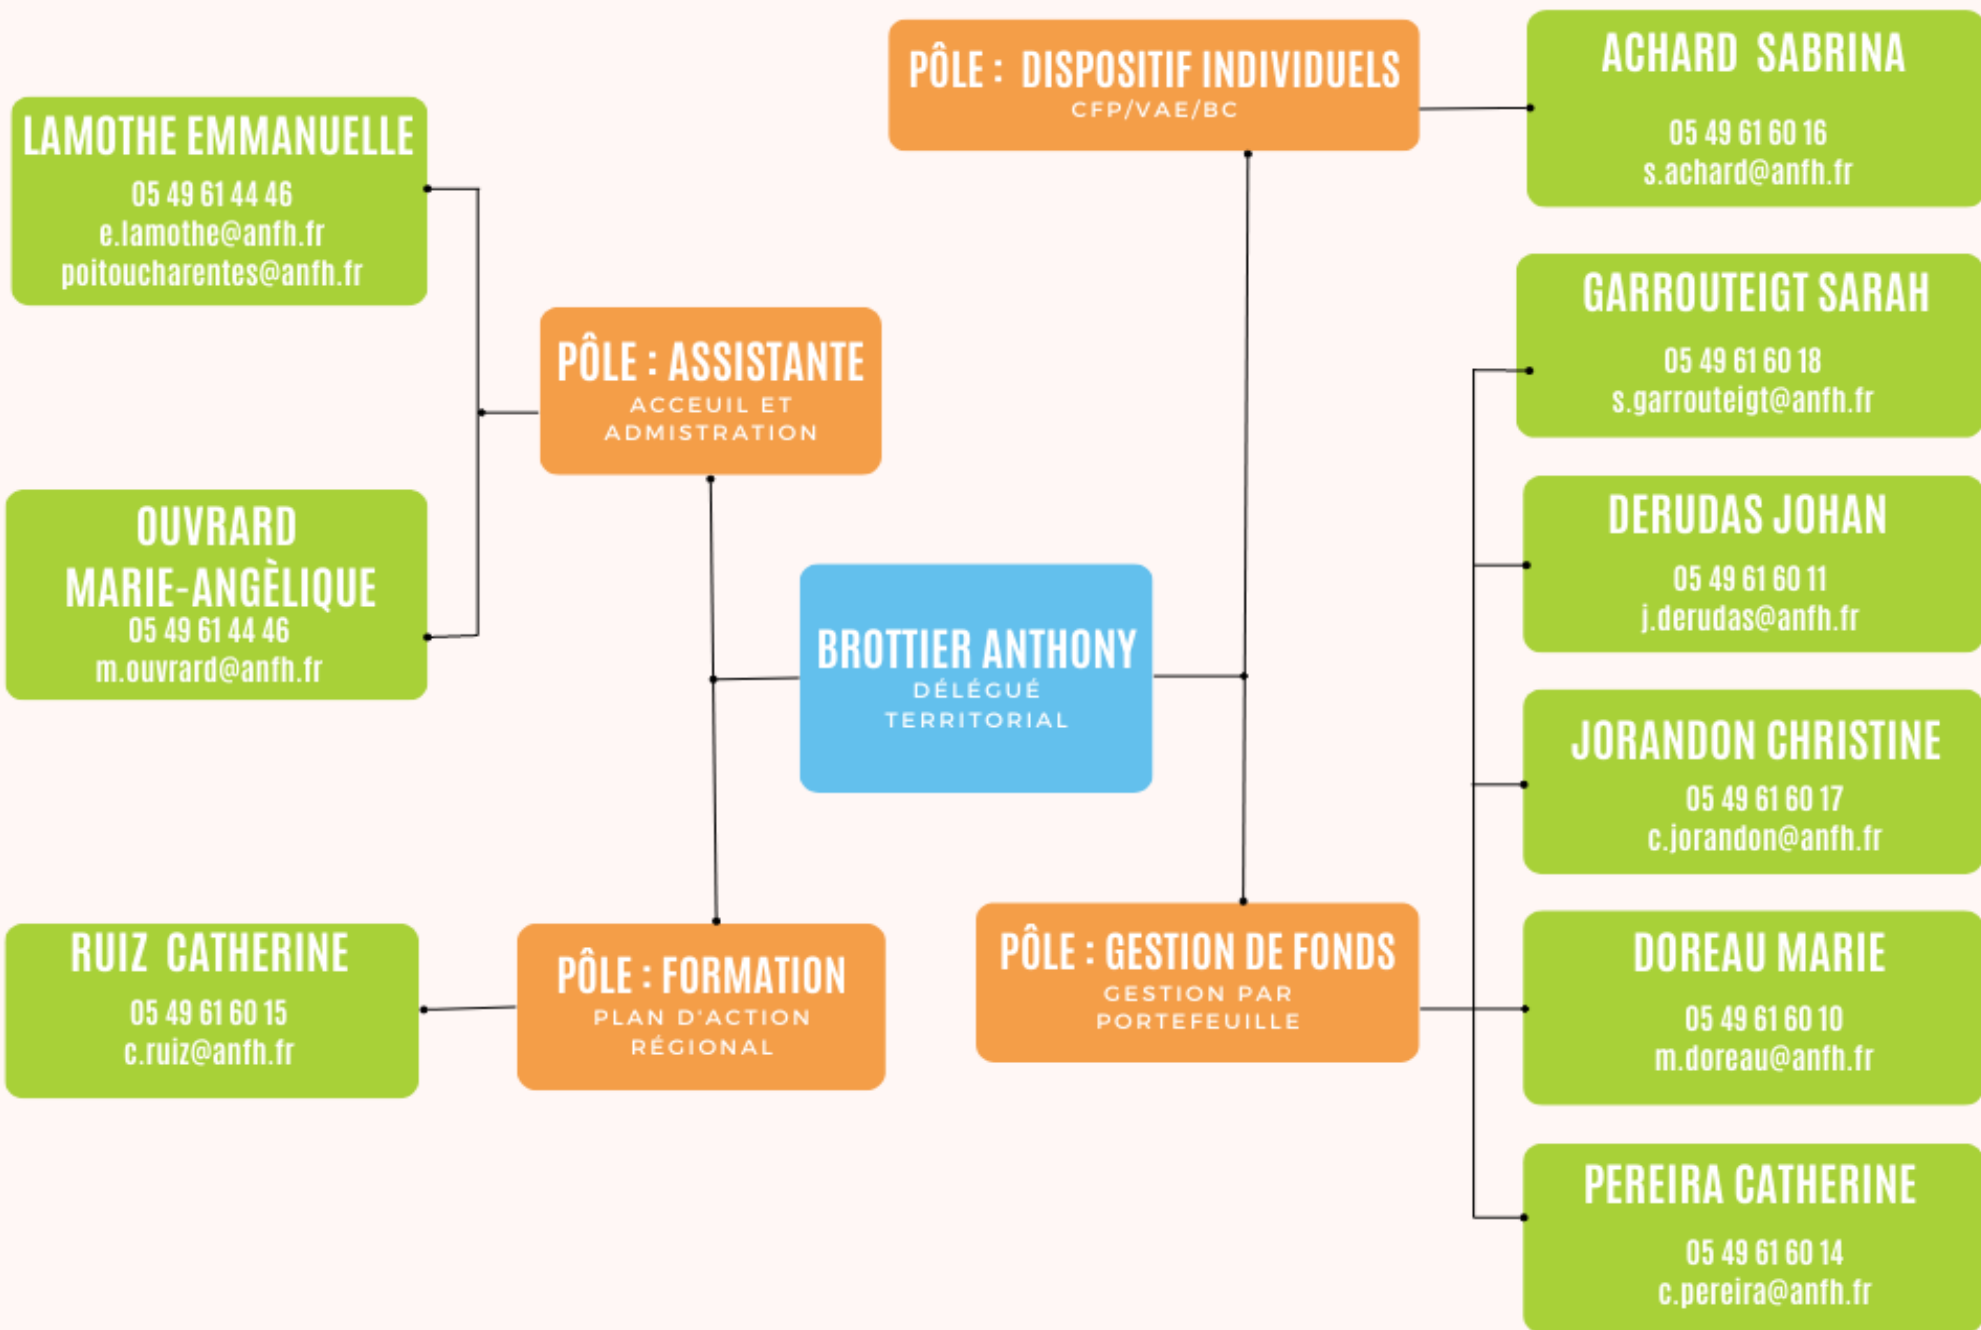 PÔLE : DISPOSITIF INDIVIDUELS
CFP/VAE/BC
ACHARD SABRINA
05 49 61 60 16
s.achard@anfh.fr
LAMOTHE EMMANUELLE
05 49 61 44 46
e.lamothe@anfh.fr
poitoucharentes@anfh.fr
GARROUTEIGT SARAH
05 49 61 60 18
s.garrouteigt@anfh.fr
PÔLE : ASSISTANTE
ACCEUIL ET
ADMISTRATION
OUVRARD
MARIE-ANGÈLIQUE
05 49 61 44 46
m.ouvrard@anfh.fr
DERUDAS JOHAN
05 49 61 60 11
j.derudas@anfh.fr
BROTTIER ANTHONY
DÉLÉGUÉ
TERRITORIAL
JORANDON CHRISTINE
05 49 61 60 17
c.jorandon@anfh.fr
RUIZ CATHERINE
05 49 61 60 15
c.ruiz@anfh.fr
PÔLE : FORMATION
PLAN D'ACTION
RÉGIONAL
PÔLE : GESTION DE FONDS
GESTION PAR
PORTEFEUILLE
DOREAU MARIE
05 49 61 60 10
m.doreau@anfh.fr
PEREIRA CATHERINE
05 49 61 60 14
c.pereira@anfh.fr